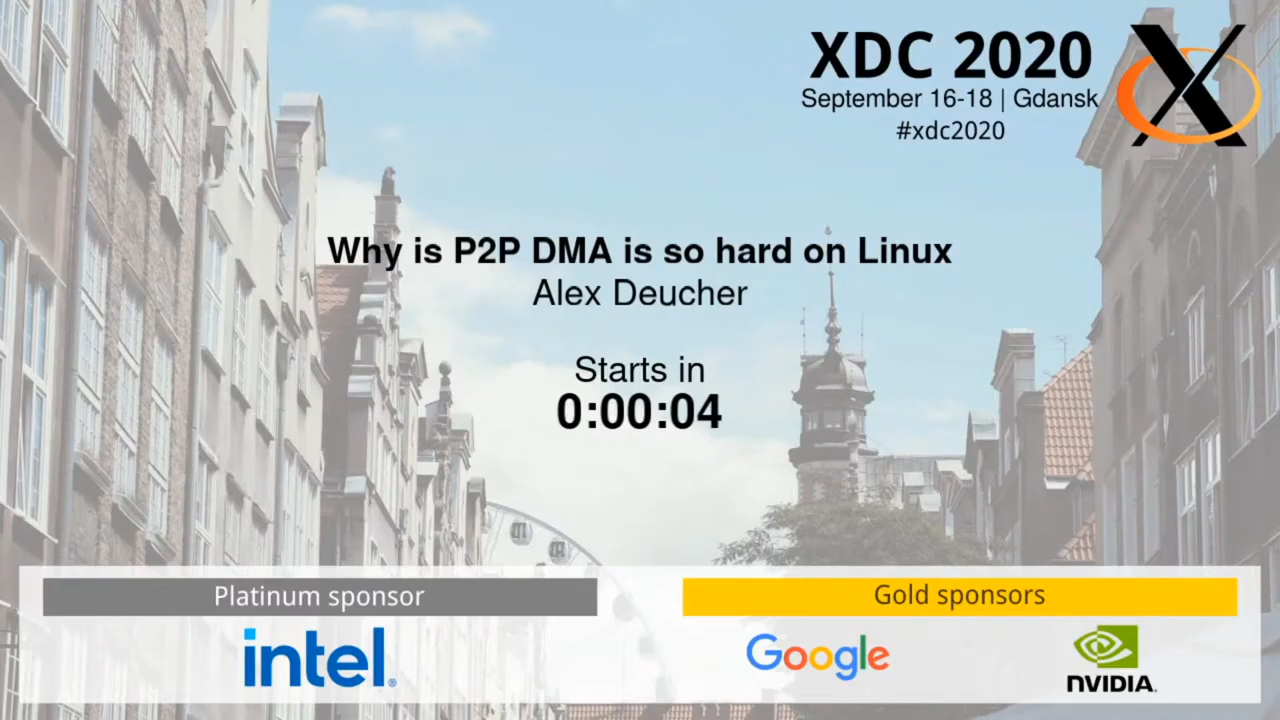 XDC 2020
September 16-18 | Gdansk
#xdc2020
Why is P2P DMA is so hard on Linux
Alex Deucher
Starts in
0:00:04
Platinum sponsor
Gold sponsors
intel.
Google
NVIDIA.